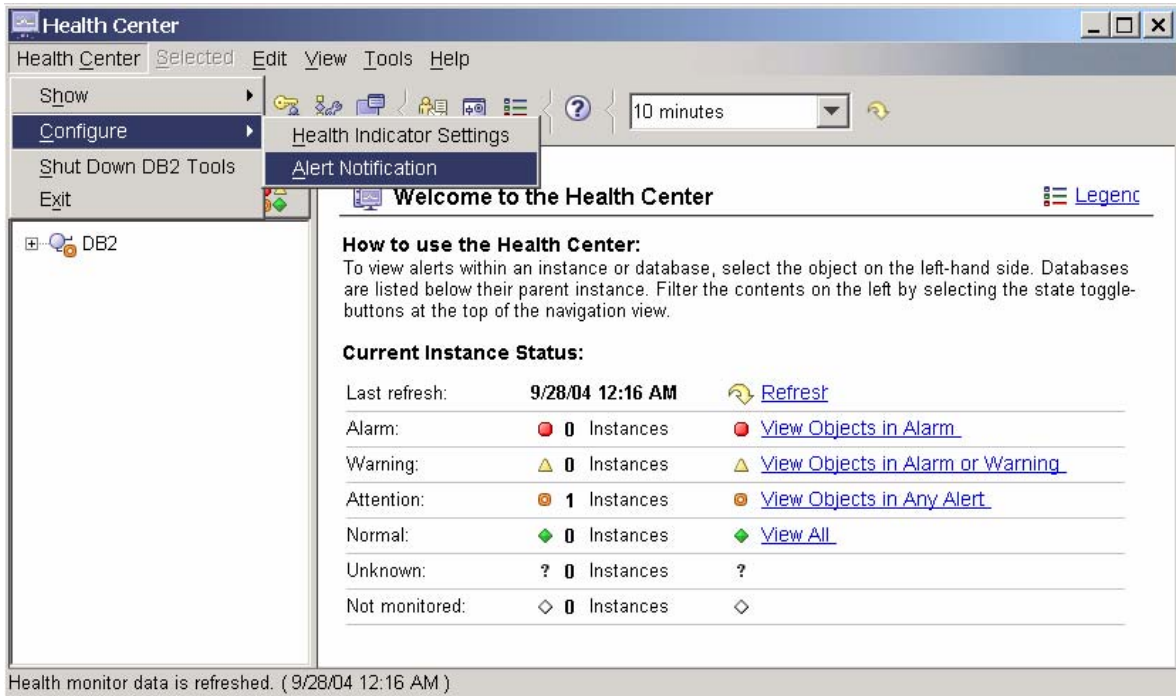 Health Center
Health Center Selected Edit View Tools Help
Show
Configure
Shut Down DB2 Tools
Exit
Health Indicator Settings
Alert Notification
10 minutes
DB2
Welcome to the Health Center
Legend
How to use the Health Center:
To view alerts within an instance or database, select the object on the left-hand side. Databases
are listed below their parent instance. Filter the contents on the left by selecting the state toggle-
buttons at the top of the navigation view.
Current Instance Status:
Last refresh: 9/28/04 12:16 AM Refresh
Alarm: 0 Instances View Objects in Alarm
Warning: 0 Instances View Objects in Alarm or Warning
Attention: 1 Instances View Objects in Any Alert
Normal: 0 Instances View All
Unknown: ? 0 Instances ?
Not monitored: 0 Instances
Health monitor data is refreshed. ( 9/28/04 12:16 AM )